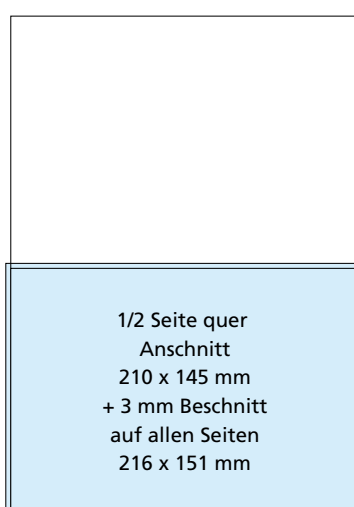 1/2 Seite quer
Anschnitt
210 x 145 mm
+ 3 mm Beschnitt
auf allen Seiten
216 x 151 mm